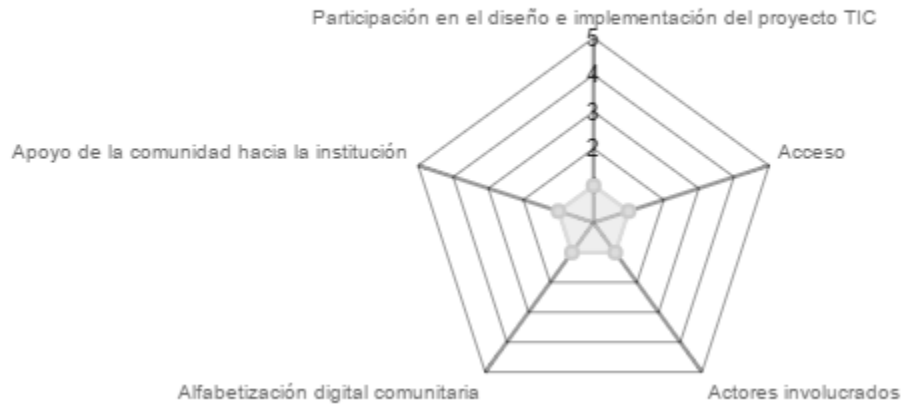 Participación en el diseño e implementación del proyecto TIC
5
4
3
2
Apoyo de la comunidad hacia la institución
Acceso
Alfabetización digital comunitaria
Actores involucrados